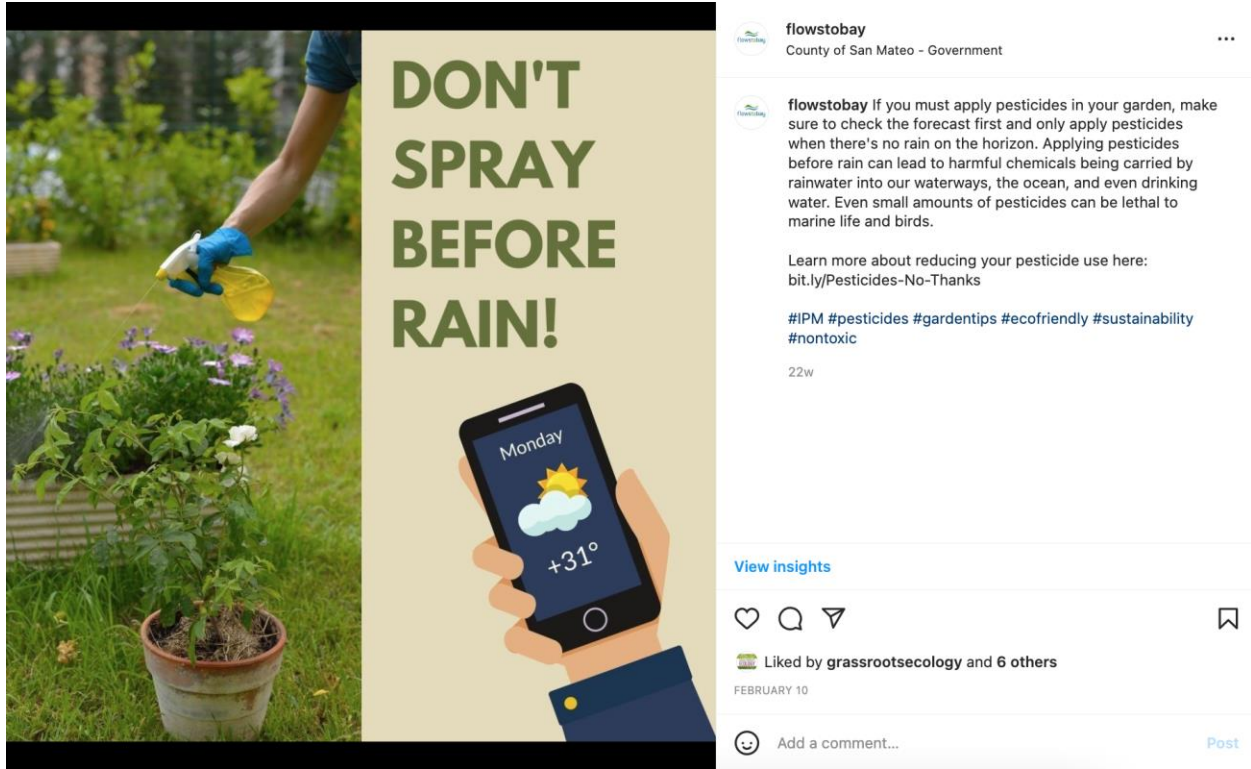 DON'T
SPRAY
BEFORE
RAIN!
Monday
+31°
flowstobay
County of San Mateo - Government
flowstobay If you must apply pesticides in your garden, make
sure to check the forecast first and only apply pesticides
when there's no rain on the horizon. Applying pesticides
before rain can lead to harmful chemicals being carried by
rainwater into our waterways, the ocean, and even drinking
water. Even small amounts of pesticides can be lethal to
marine life and birds.
Learn more about reducing your pesticide use here:
bit.ly/Pesticides-No-Thanks
#IPM #pesticides #gardentips #ecofriendly #sustainability
#nontoxic
22w
View insights
Liked by grassrootsecology and 6 others
FEBRUARY 10
Add a comment...
Post